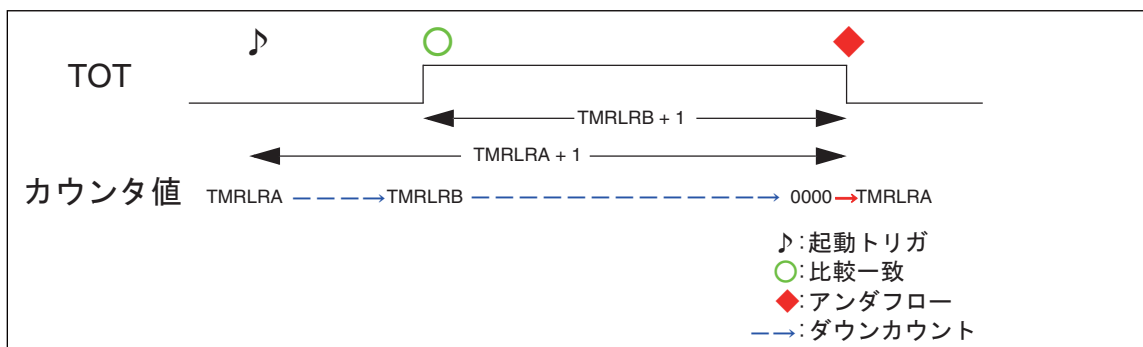 TOT
TMRLRB + 1
TMRLRA + 1
カウンタ値 TMRLRA TMRLRB 0000 TMRLRA
♪:起動トリガ
○:比較一致
◆:アンダフロー
-→:ダウンカウント